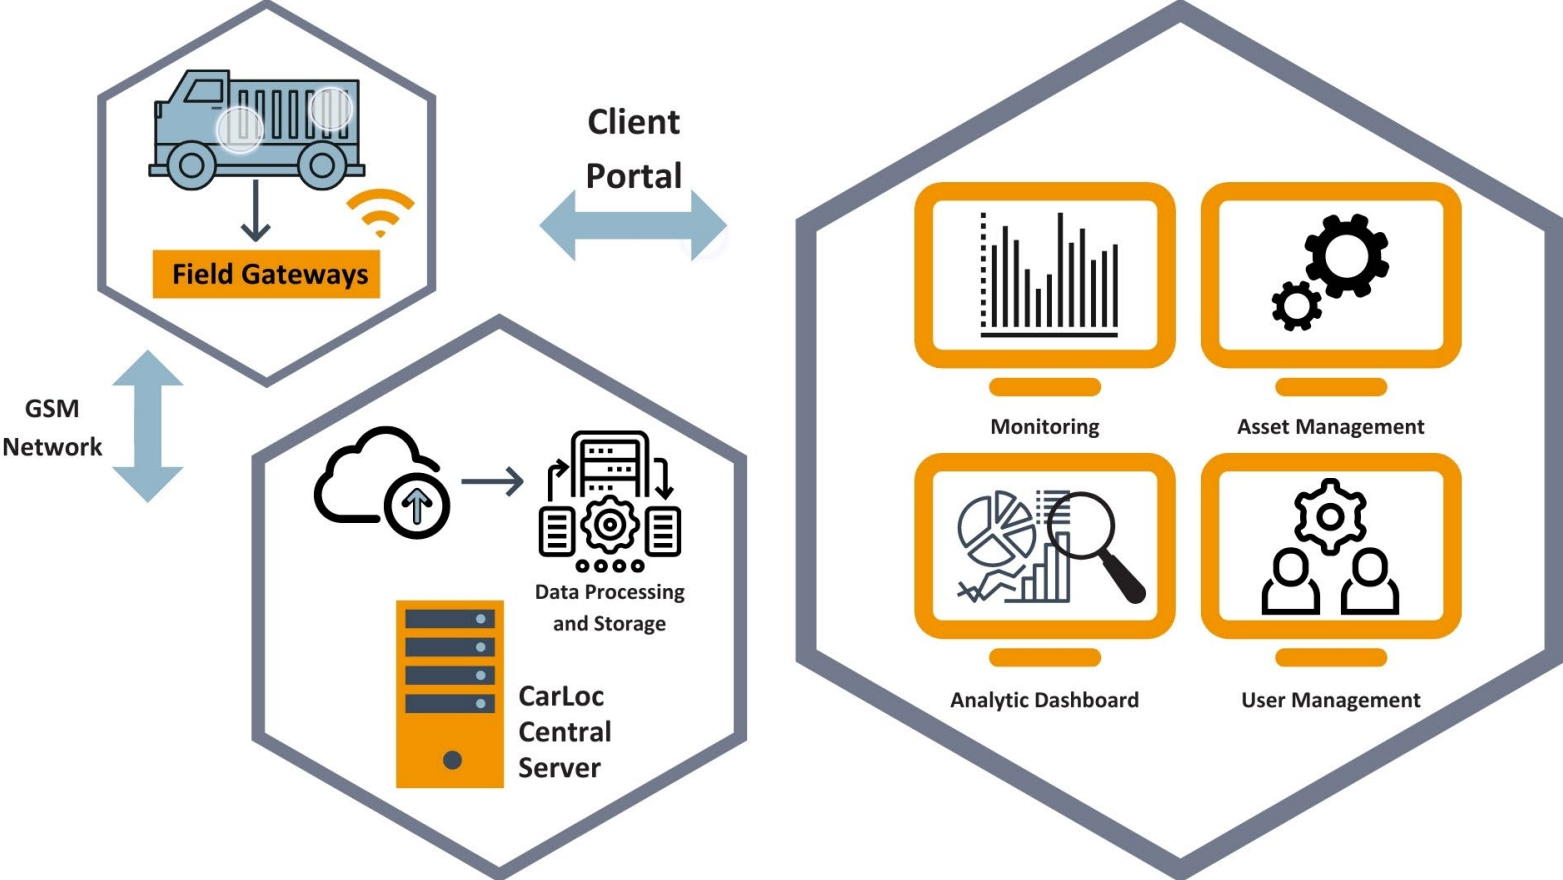 Field Gateways
Client
Portal
GSM
Network
Data Processing
and Storage
CarLoc
Central
Server
Monitoring
Asset Management
Analytic Dashboard
User Management